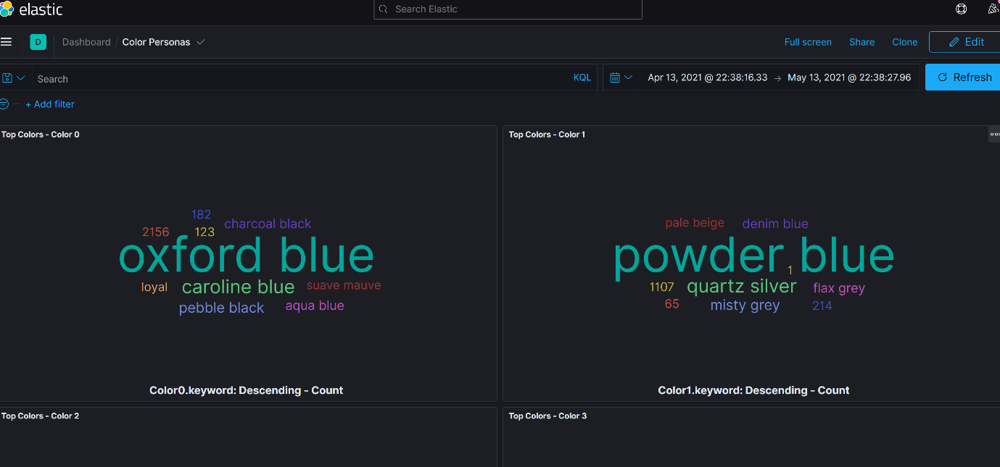 elastic
Search Elastic
D Dashboard / Color Personas
Full screen Share Clone Edit
Search KQL
Apr 13, 2021 @ 22:38:16.33 → May 13, 2021 @ 22:38:27.96
Refresh
+ Add filter
Top Colors - Color 0
182
charcoal black
2156
123
oxford blue
loyal
caroline blue
suave mauve
pebble black
aqua blue
Color0.keyword: Descending - Count
Top Colors - Color 1
pale beige
denim blue
powder blue
1
1107
quartz silver
flax grey
65
misty grey
214
Color1.keyword: Descending - Count
Top Colors - Color 2
Top Colors - Color 3